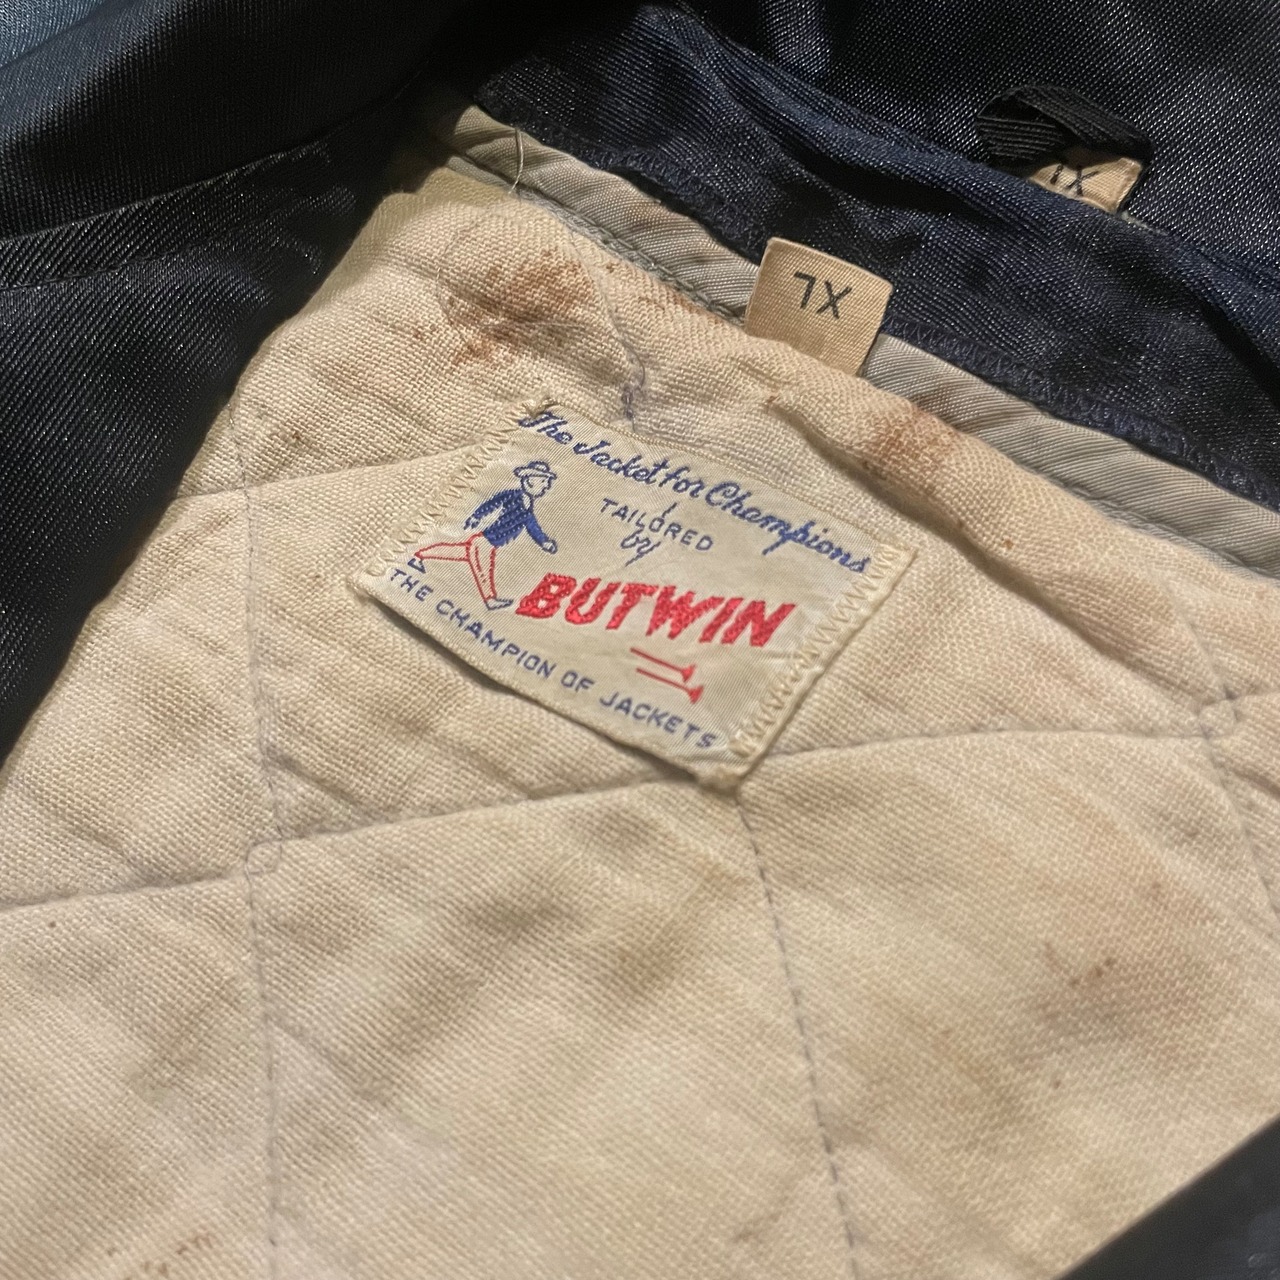 XL
XL
The Jacket for Champions
TAILORED
by
BUTWIN
THE CHAMPION OF JACKETS